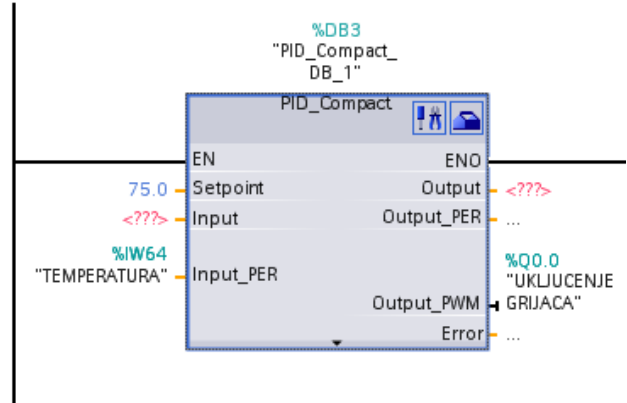 %DB3
"PID_Compact_
DB_1"
PID_Compact
EN ENO
75.0 Setpoint Output <???>
<???> Input Output_PER ...
%IW64
"TEMPERATURA" Input_PER
%Q0.0
"UKLJUCENJE
Output_PWM GRIJACA"
Error ...